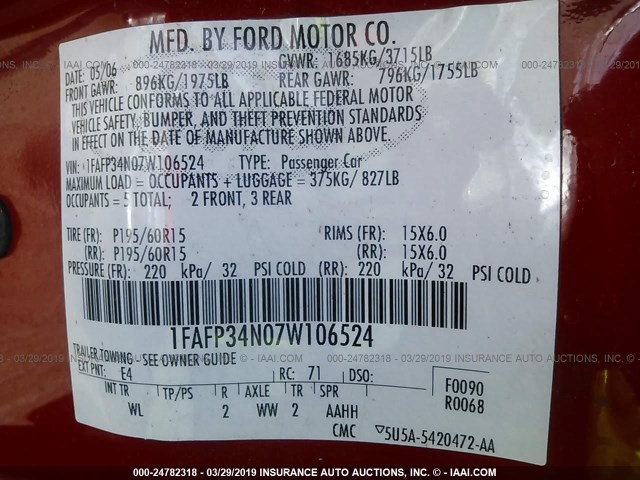 MFD. BY FORD MOTOR CO.
DATE: 05/06 GVWR: 1685KG/3715LB
FRONT GAWR: 896KG/1975LB REAR GAWR: 796KG/1755LB
THIS VEHICLE CONFORMS TO ALL APPLICABLE FEDERAL MOTOR
VEHICLE SAFETY, BUMPER, AND THEFT PREVENTION STANDARDS
IN EFFECT ON THE DATE OF MANUFACTURE SHOWN ABOVE.
VIN: 1FAFP34N07W106524 TYPE: Passenger Car
MAXIMUM LOAD = OCCUPANTS + LUGGAGE = 375KG/ 827LB
OCCUPANTS = 5 TOTAL; 2 FRONT, 3 REAR
TIRE (FR): P195/60R15 RIMS (FR): 15X6.0
(RR): P195/60R15 (RR): 15X6.0
PRESSURE (FR): 220 kPa/ 32 PSI COLD (RR): 220 kPa/ 32 PSI COLD
1FAFP34N07W106524
TRAILER TOWING - SEE OWNER GUIDE
EXT PNT: E4 RC: 71 DSO: F0090
INT TR TP/PS R AXLE TR SPR R0068
WL 2 WW 2 AAHH
CMC ▽5U5A-5420472-AA
000-24782318 - 03/29/2019 INSURANCE AUTO AUCTIONS, INC. © - IAAI.COM